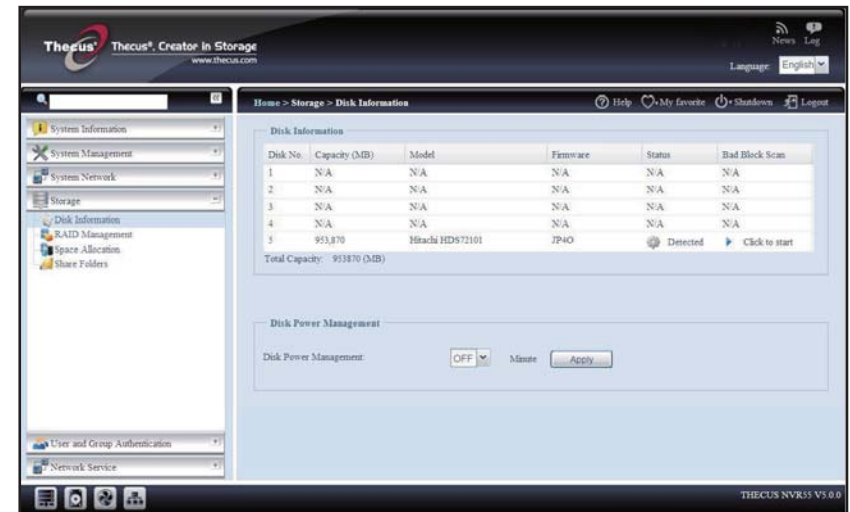 Thecus® Thecus®, Creator in Storage
www.thecus.com
News Log
Language: English
Home > Storage > Disk Information
Help My favorite Shutdown Logout
System Information
System Management
System Network
Storage
Disk Information
RAID Management
Space Allocation
Share Folders
User and Group Authentication
Network Service
Disk Information
Disk No. Capacity (MB) Model Firmware Status Bad Block Scan
1 N/A N/A N/A N/A N/A
2 N/A N/A N/A N/A N/A
3 N/A N/A N/A N/A N/A
4 N/A N/A N/A N/A N/A
5 953,870 Hitachi HDS72101 JP4O Detected Click to start
Total Capacity: 953870 (MB)
Disk Power Management
Disk Power Management: OFF Minute Apply
THECUS NVR55 V5.0.0